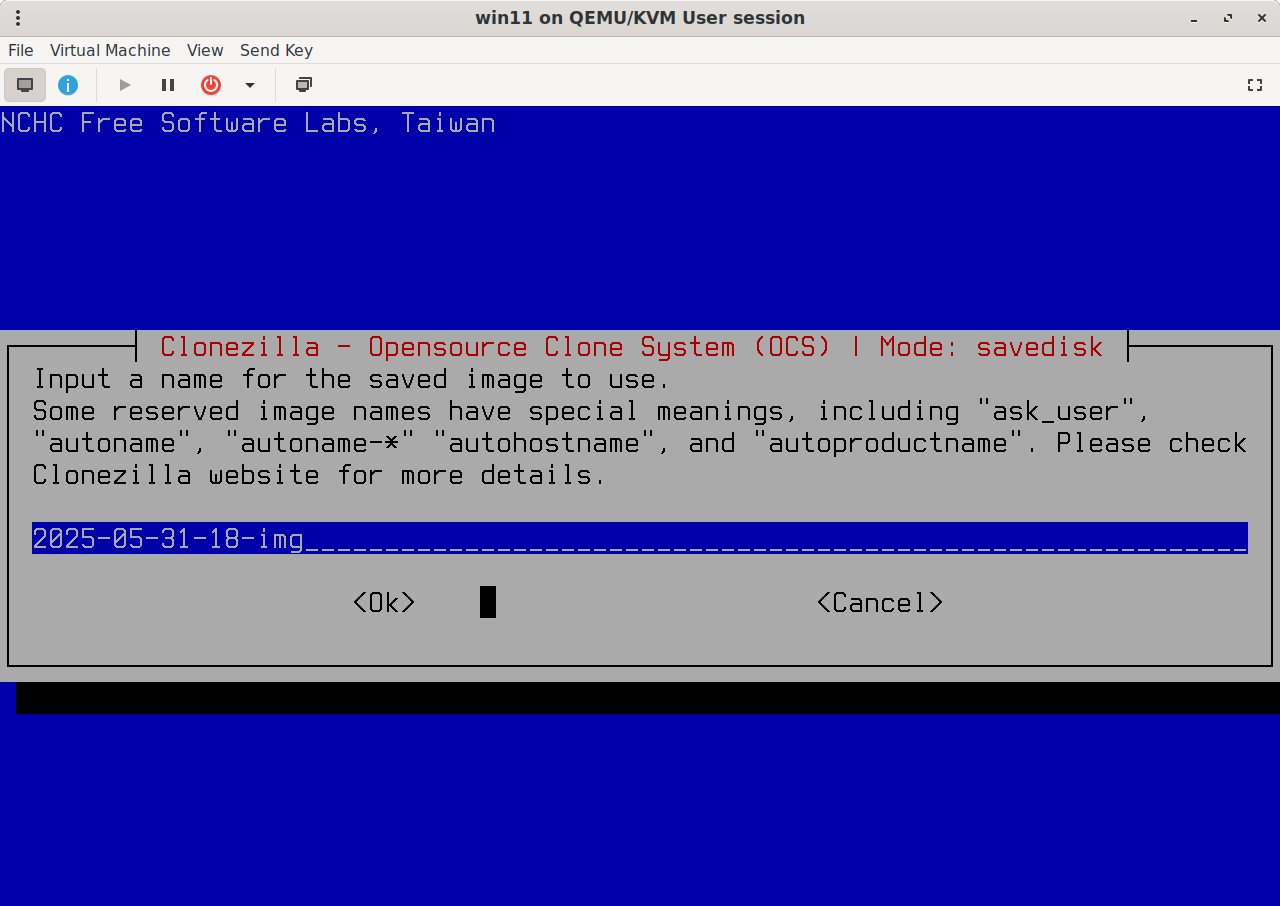 win11 on QEMU/KVM User session
File Virtual Machine View Send Key
NCHC Free Software Labs, Taiwan
Clonezilla - Opensource Clone System (OCS) | Mode: savedisk
Input a name for the saved image to use.
Some reserved image names have special meanings, including "ask_user",
"autoname", "autoname-*" "autohostname", and "autoproductname". Please check
Clonezilla website for more details.
2025-05-31-18-img___________________________________________________________
<Ok> <Cancel>